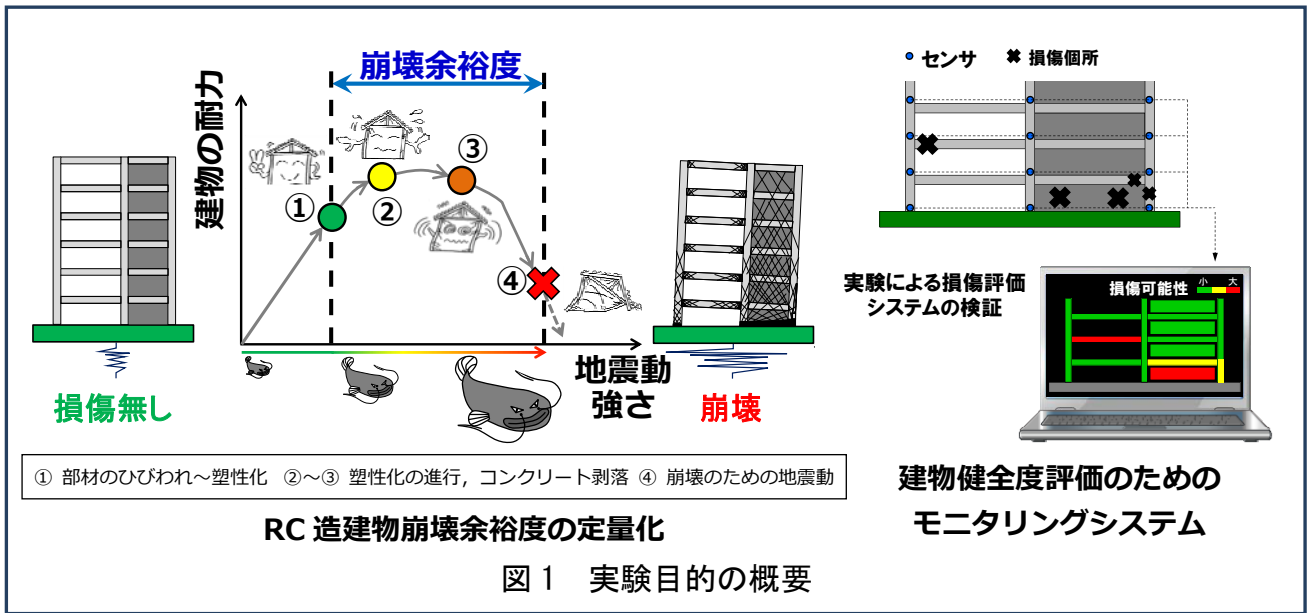 崩壊余裕度
建物の耐力
①
②
③
④
地震動
強さ
損傷無し
崩壊
① 部材のひびわれ～塑性化 ②～③ 塑性化の進行，コンクリート剥落 ④ 崩壊のための地震動
RC 造建物崩壊余裕度の定量化
センサ 損傷個所
実験による損傷評価
システムの検証
損傷可能性 小 大
建物健全度評価のための
モニタリングシステム
図 1 実験目的の概要